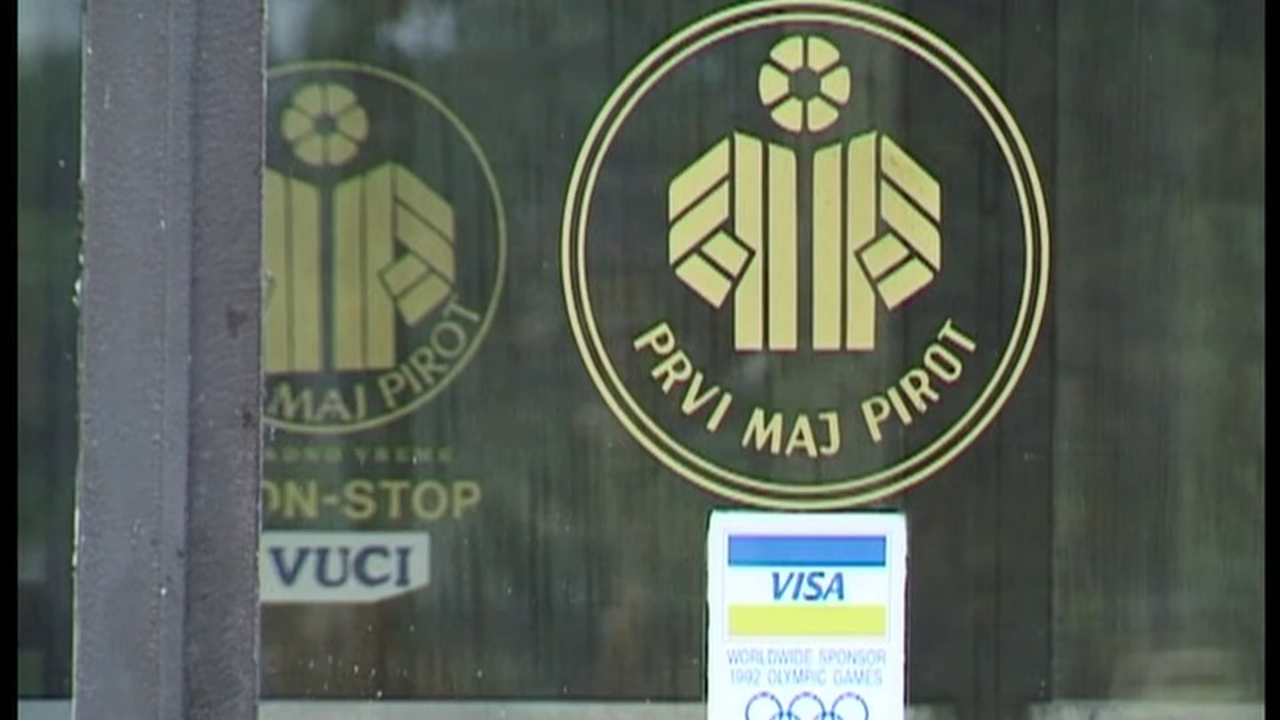 PRVI MAJ PIROT
MAJ PIROT
ON-STOP
VUCI
VISA
WORLDWIDE SPONSOR
1992 OLYMPIC GAMES